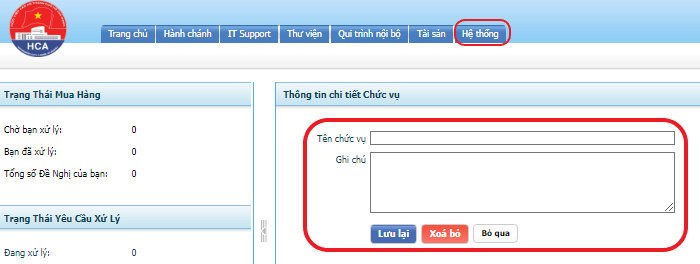 HCA
Trang chủ Hành chánh IT Support Thư viện Qui trình nội bộ Tài sản Hệ thống
Trạng Thái Mua Hàng
Chờ bạn xử lý: 0
Bạn đã xử lý: 0
Tổng số Đề Nghị của bạn: 0
Trạng Thái Yêu Cầu Xử Lý
Đang xử lý: 0
Thông tin chi tiết Chức vụ
Tên chức vụ
Ghi chú
Lưu lại Xoá bỏ Bỏ qua